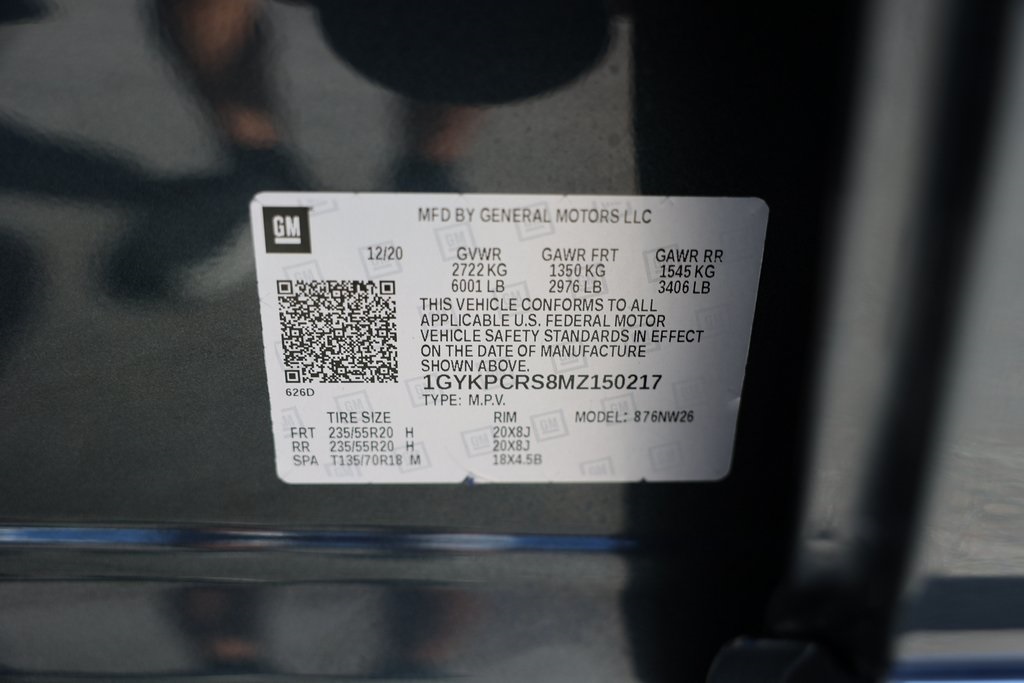 GM
MFD BY GENERAL MOTORS LLC
12/20 GVWR GAWR FRT GAWR RR
2722 KG 1350 KG 1545 KG
6001 LB 2976 LB 3406 LB
THIS VEHICLE CONFORMS TO ALL
APPLICABLE U.S. FEDERAL MOTOR
VEHICLE SAFETY STANDARDS IN EFFECT
ON THE DATE OF MANUFACTURE
SHOWN ABOVE.
1GYKPCRS8MZ150217
626D
TYPE: M.P.V.
TIRE SIZE RIM MODEL: 876NW26
FRT 235/55R20 H 20X8J
RR 235/55R20 H 20X8J
SPA T135/70R18 M 18X4.5B